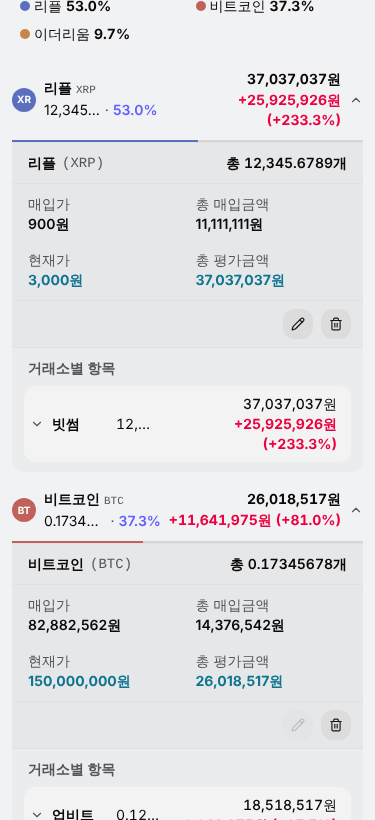 리플 53.0% 비트코인 37.3%
이더리움 9.7%
XR 리플 XRP 37,037,037원
12,345... · 53.0% +25,925,926원
(+233.3%)
리플 (XRP) 총 12,345.6789개
매입가 총 매입금액
900원 11,111,111원
현재가 총 평가금액
3,000원 37,037,037원
거래소별 항목
37,037,037원
빗썸 12,... +25,925,926원
(+233.3%)
BT 비트코인 BTC 26,018,517원
0.1734... · 37.3% +11,641,975원 (+81.0%)
비트코인 (BTC) 총 0.17345678개
매입가 총 매입금액
82,882,562원 14,376,542원
현재가 총 평가금액
150,000,000원 26,018,517원
거래소별 항목
18,518,517원
업비트 0.12...